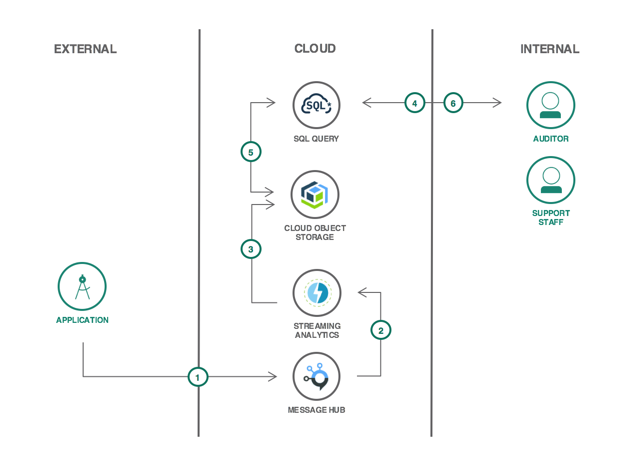 EXTERNAL
CLOUD
INTERNAL
SQL
SQL QUERY
4
6
AUDITOR
5
CLOUD OBJECT
STORAGE
SUPPORT
STAFF
3
APPLICATION
STREAMING
ANALYTICS
2
1
MESSAGE HUB